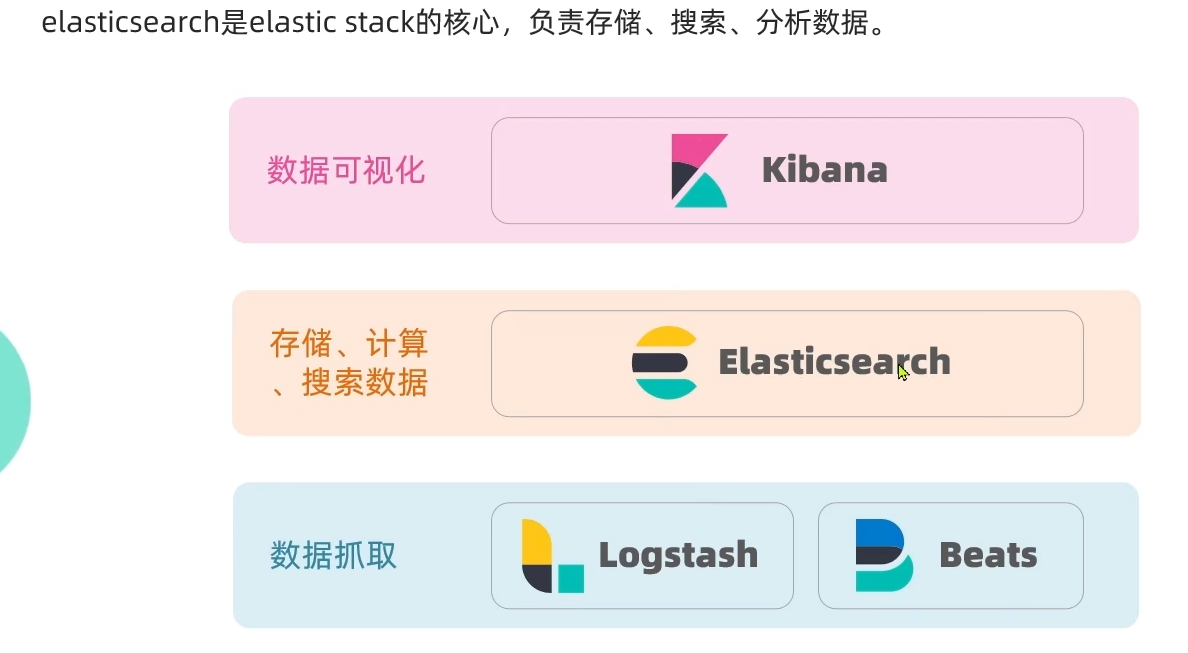 elasticsearch是elastic stack的核心，负责存储、搜索、分析数据。
数据可视化
Kibana
存储、计算
、搜索数据
Elasticsearch
数据抓取
Logstash
Beats